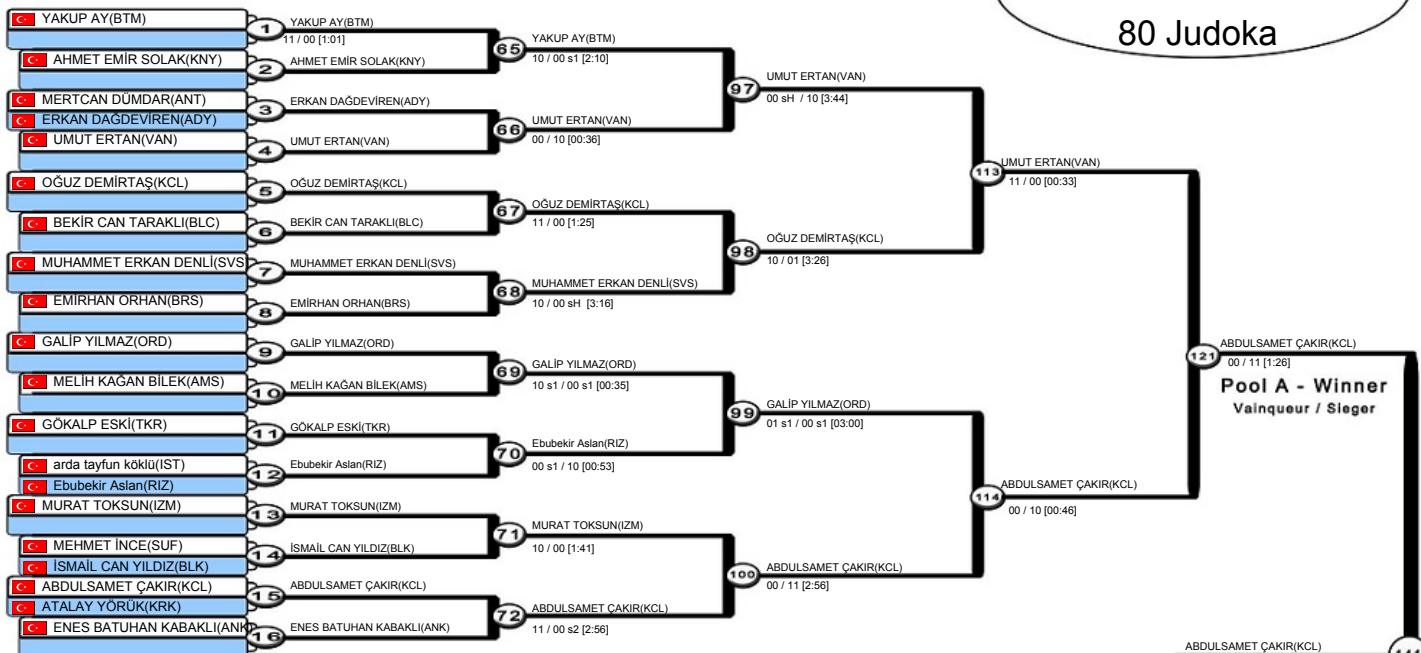 80 Judoka
YAKUP AY(BTM)
AHMET EMİR SOLAK(KNY)
MERTCAN DÜMDAR(ANT)
ERKAN DAĞDEVİREN(ADY)
UMUT ERTAN(VAN)
OĞUZ DEMİRTAŞ(KCL)
BEKİR CAN TARAKLI(BLC)
MUHAMMET ERKAN DENLİ(SVS)
EMİRHAN ORHAN(BRS)
GALİP YILMAZ(ORD)
MELİH KAĞAN BİLEK(AMS)
GÖKALP ESKİ(TKR)
arda tayfun köklü(IST)
Ebubekir Aslan(RIZ)
MURAT TOKSUN(IZM)
MEHMET İNCE(SUF)
İSMAİL CAN YILDIZ(BLK)
ABDULSAMET ÇAKIR(KCL)
ATALAY YÖRÜK(KRK)
ENES BATUHAN KABAKLI(ANK)
1
YAKUP AY(BTM)
11 / 00 [1:01]
2
AHMET EMİR SOLAK(KNY)
3
ERKAN DAĞDEVİREN(ADY)
4
UMUT ERTAN(VAN)
5
OĞUZ DEMİRTAŞ(KCL)
6
BEKİR CAN TARAKLI(BLC)
7
MUHAMMET ERKAN DENLİ(SVS)
8
EMİRHAN ORHAN(BRS)
9
GALİP YILMAZ(ORD)
10
MELİH KAĞAN BİLEK(AMS)
11
GÖKALP ESKİ(TKR)
12
Ebubekir Aslan(RIZ)
13
MURAT TOKSUN(IZM)
14
İSMAİL CAN YILDIZ(BLK)
15
ABDULSAMET ÇAKIR(KCL)
16
ENES BATUHAN KABAKLI(ANK)
65
YAKUP AY(BTM)
10 / 00 s1 [2:10]
66
UMUT ERTAN(VAN)
00 / 10 [00:36]
67
OĞUZ DEMİRTAŞ(KCL)
11 / 00 [1:25]
68
MUHAMMET ERKAN DENLİ(SVS)
10 / 00 sH [3:16]
69
GALİP YILMAZ(ORD)
10 s1 / 00 s1 [00:35]
70
Ebubekir Aslan(RIZ)
00 s1 / 10 [00:53]
71
MURAT TOKSUN(IZM)
10 / 00 [1:41]
72
ABDULSAMET ÇAKIR(KCL)
11 / 00 s2 [2:56]
97
UMUT ERTAN(VAN)
00 sH / 10 [3:44]
98
OĞUZ DEMİRTAŞ(KCL)
10 / 01 [3:26]
99
GALİP YILMAZ(ORD)
01 s1 / 00 s1 [03:00]
100
ABDULSAMET ÇAKIR(KCL)
00 / 11 [2:56]
113
UMUT ERTAN(VAN)
11 / 00 [00:33]
114
ABDULSAMET ÇAKIR(KCL)
00 / 10 [00:46]
121
ABDULSAMET ÇAKIR(KCL)
00 / 11 [1:26]
Pool A - Winner
Vainqueur / Sieger
ABDULSAMET ÇAKIR(KCL)